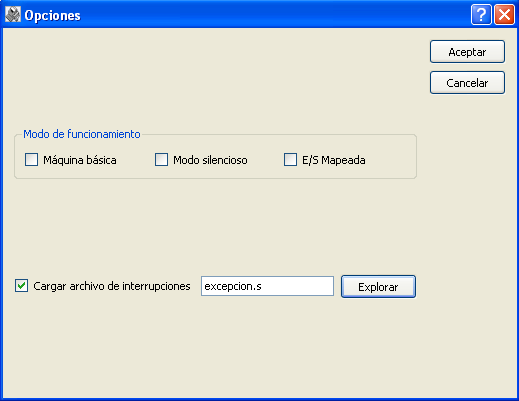 Opciones
Aceptar
Cancelar
Modo de funcionamiento
Máquina básica Modo silencioso E/S Mapeada
Cargar archivo de interrupciones excepcion.s Explorar